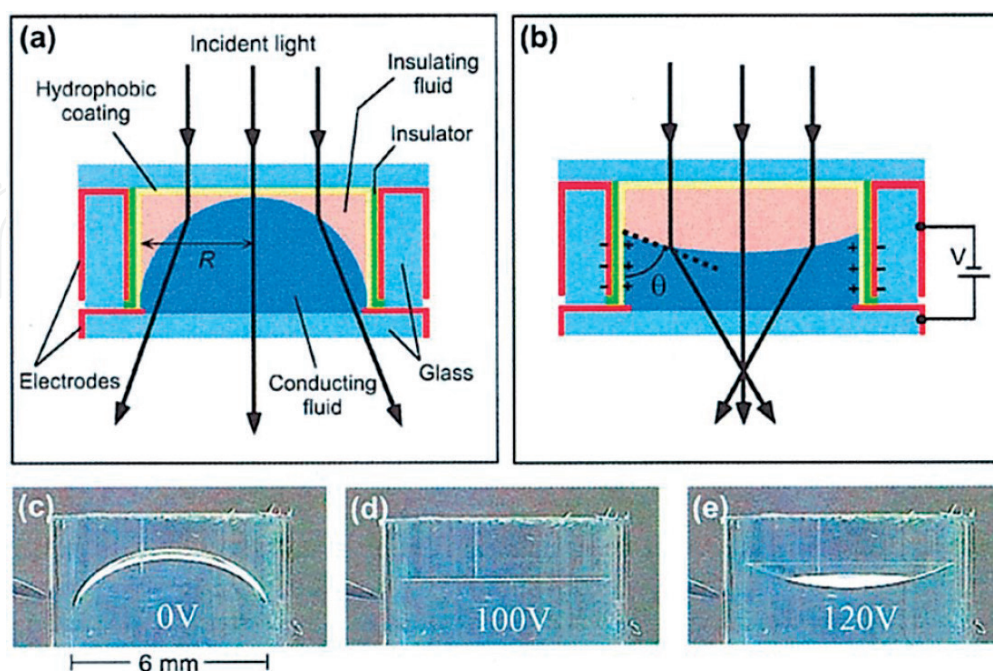 (a)
Incident light
Hydrophobic
coating
Insulating
fluid
Insulator
R
Electrodes
Conducting
fluid
Glass
(b)
θ
V
(c)
0V
6 mm
(d)
100V
(e)
120V